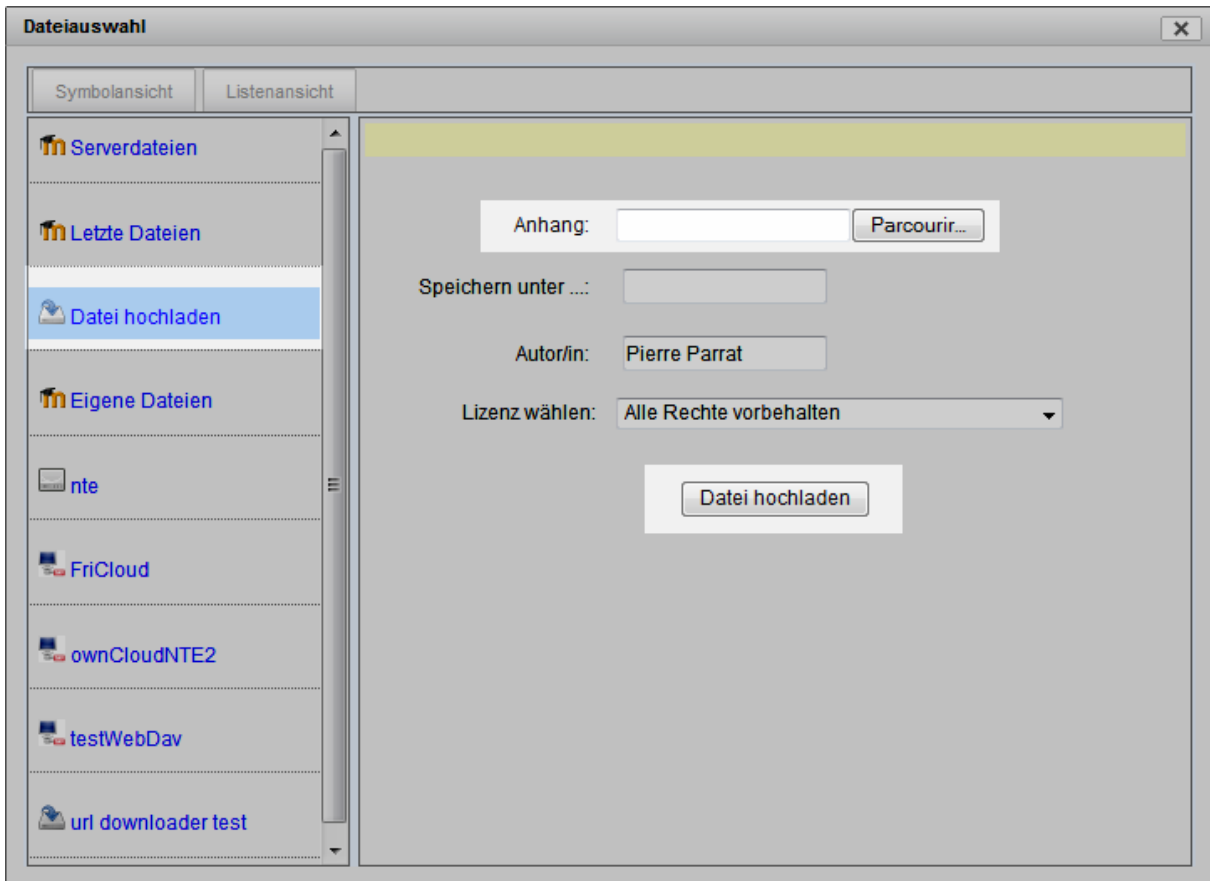 Dateiauswahl
Symbolansicht Listenansicht
Serverdateien
Letzte Dateien
Datei hochladen
Eigene Dateien
nte
FriCloud
ownCloudNTE2
testWebDav
url downloader test
Anhang: Parcourir...
Speichern unter ...:
Autor/in: Pierre Parrat
Lizenz wählen: Alle Rechte vorbehalten
Datei hochladen